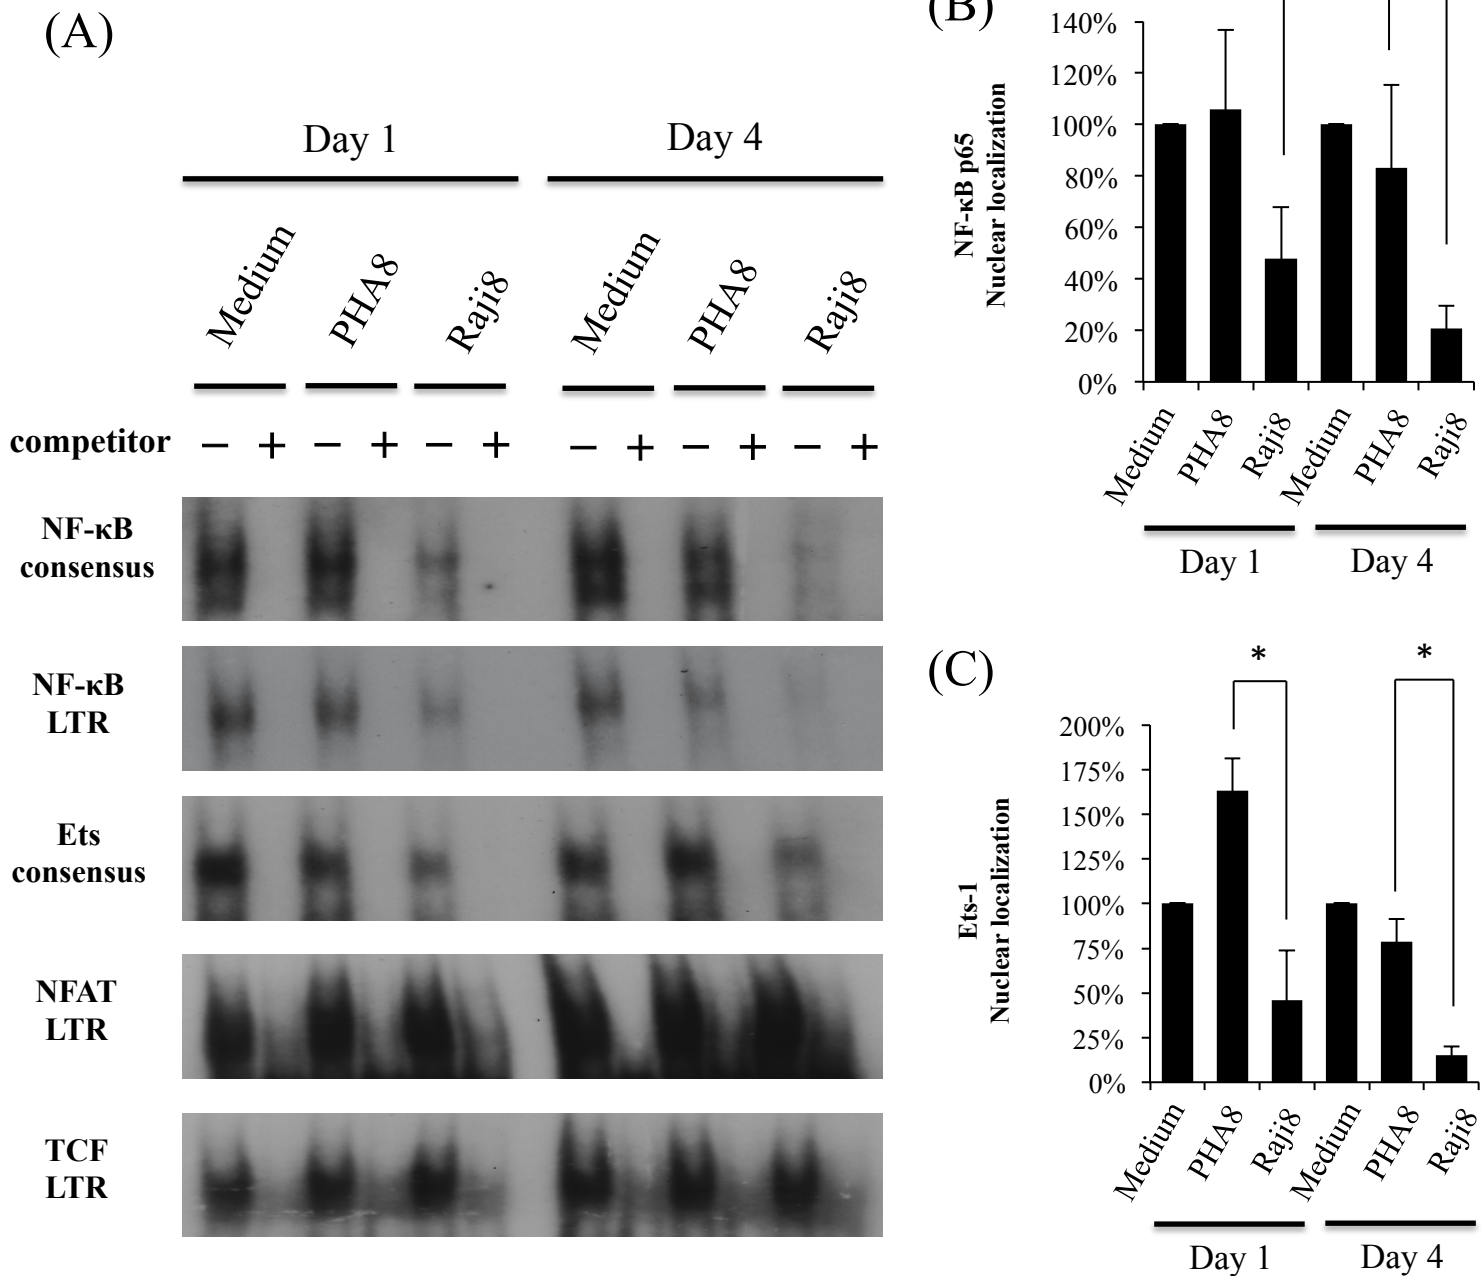 (A)
Day 1
Day 4
Medium
PHA8
Raji8
Medium
PHA8
Raji8
competitor
− + − + − + − + − + − +
NF-κB
consensus
NF-κB
LTR
Ets
consensus
NFAT
LTR
TCF
LTR
(B)
NF-κB p65
Nuclear localization
140%
120%
100%
80%
60%
40%
20%
0%
Medium
PHA8
Raji8
Medium
PHA8
Raji8
Day 1
Day 4
(C)
*
*
Ets-1
Nuclear localization
200%
175%
150%
125%
100%
75%
50%
25%
0%
Medium
PHA8
Raji8
Medium
PHA8
Raji8
Day 1
Day 4